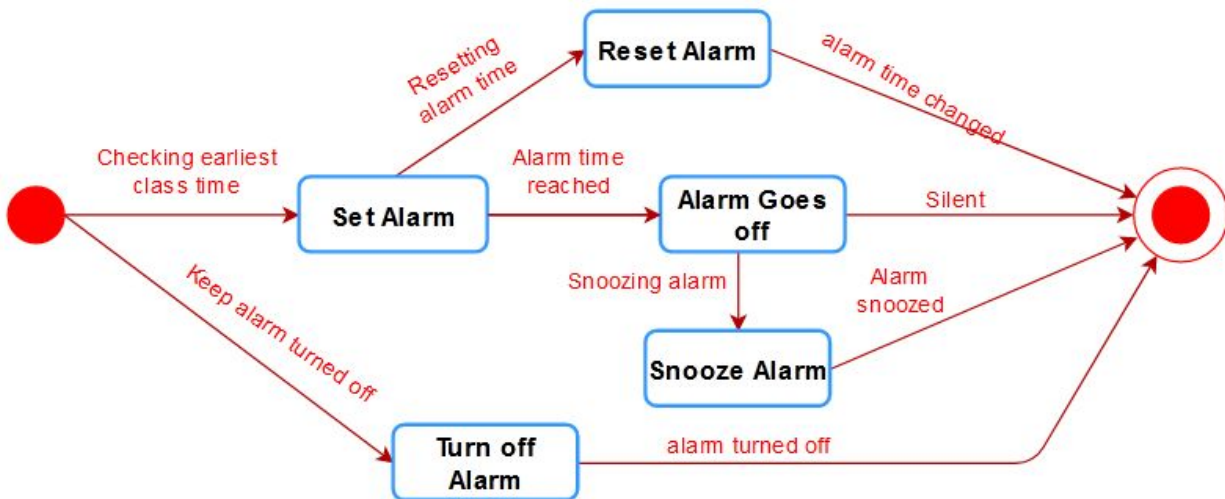 Reset Alarm
Resetting
alarm time
alarm time changed
Checking earliest
class time
Set Alarm
Alarm time
reached
Alarm Goes
off
Silent
Snoozing alarm
Alarm
snoozed
Keep alarm turned off
Snooze Alarm
Turn off
Alarm
alarm turned off